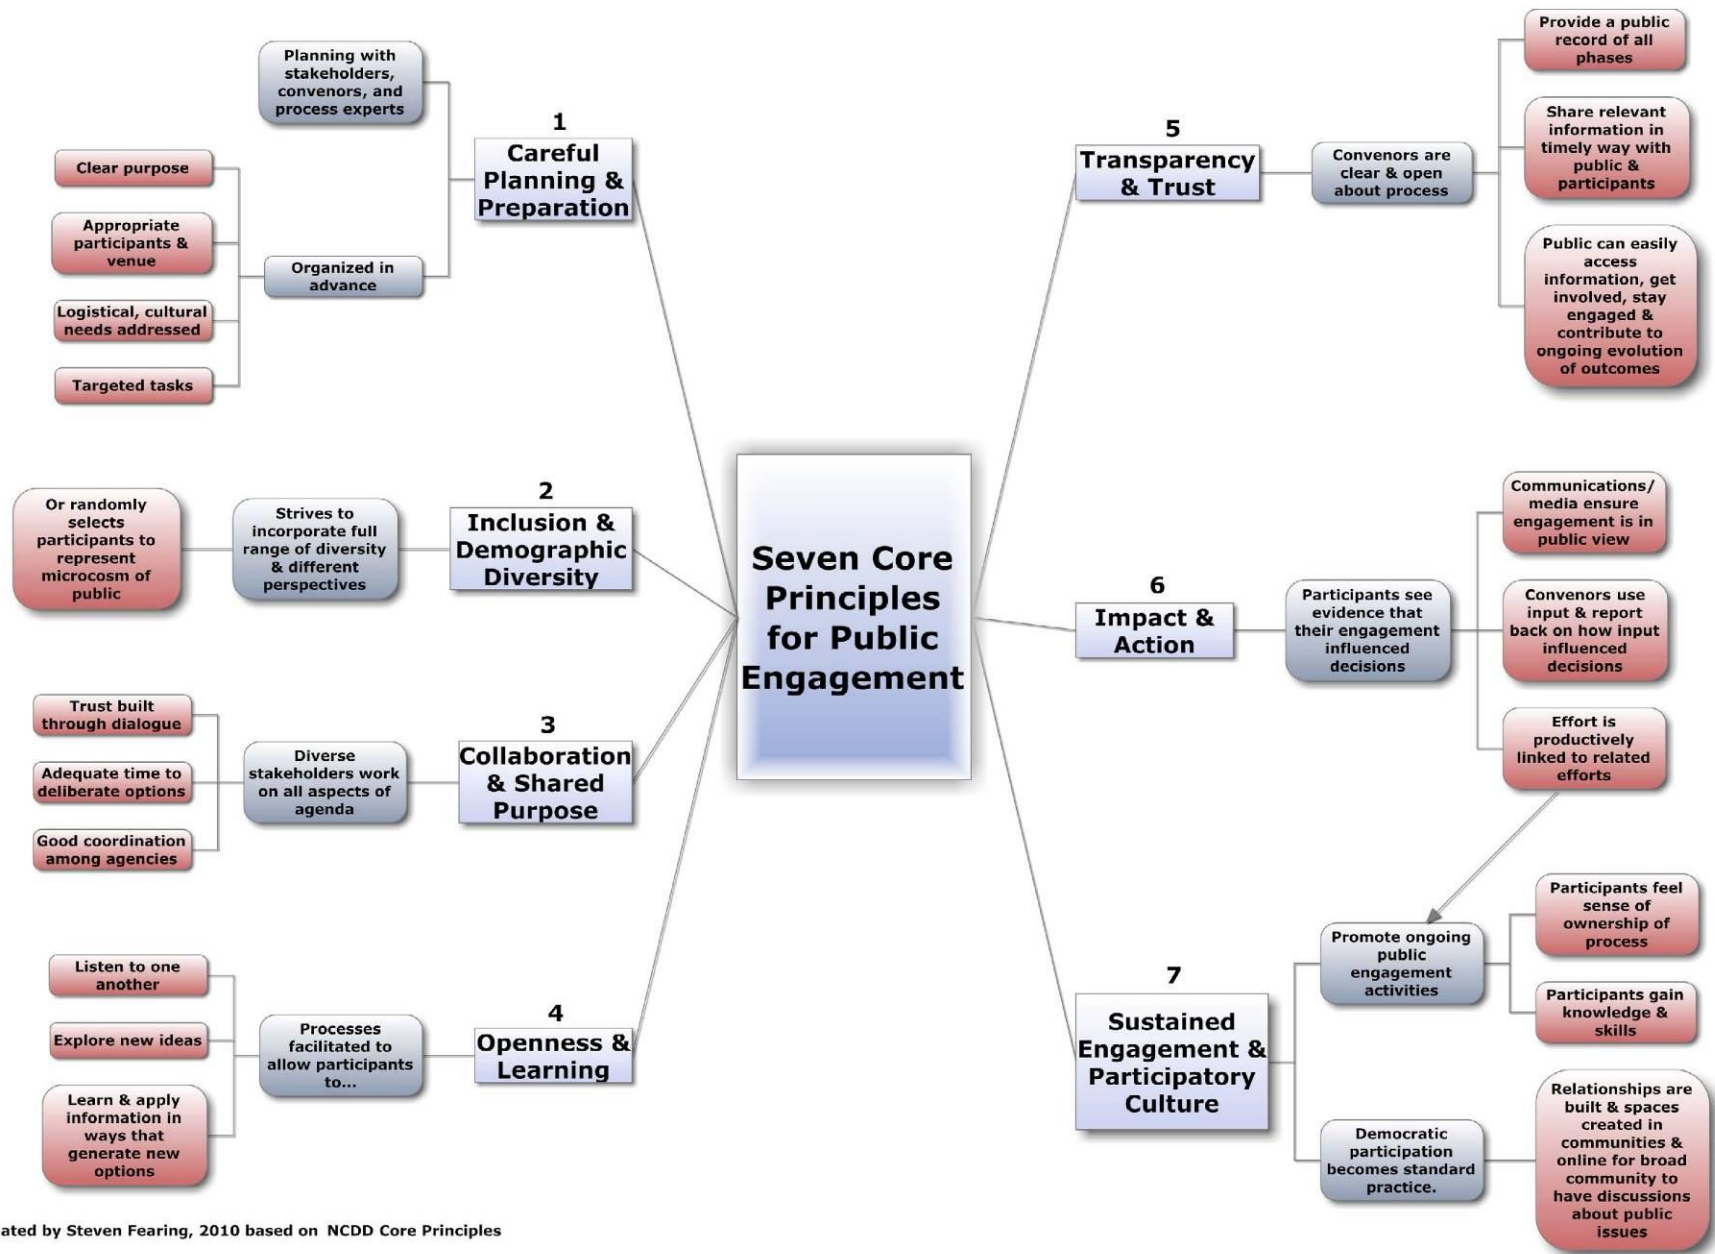 Seven Core
Principles
for Public
Engagement
1
Careful
Planning &
Preparation
Planning with
stakeholders,
convenors, and
process experts
Organized in
advance
Clear purpose
Appropriate
participants &
venue
Logistical, cultural
needs addressed
Targeted tasks
2
Inclusion &
Demographic
Diversity
Strives to
incorporate full
range of diversity
& different
perspectives
Or randomly
selects
participants to
represent
microcosm of
public
3
Collaboration
& Shared
Purpose
Diverse
stakeholders work
on all aspects of
agenda
Trust built
through dialogue
Adequate time to
deliberate options
Good coordination
among agencies
4
Openness &
Learning
Processes
facilitated to
allow participants
to...
Listen to one
another
Explore new ideas
Learn & apply
information in
ways that
generate new
options
5
Transparency
& Trust
Convenors are
clear & open
about process
Provide a public
record of all
phases
Share relevant
information in
timely way with
public &
participants
Public can easily
access
information, get
involved, stay
engaged &
contribute to
ongoing evolution
of outcomes
6
Impact &
Action
Participants see
evidence that
their engagement
influenced
decisions
Communications/
media ensure
engagement is in
public view
Convenors use
input & report
back on how input
influenced
decisions
Effort is
productively
linked to related
efforts
7
Sustained
Engagement &
Participatory
Culture
Promote ongoing
public
engagement
activities
Participants feel
sense of
ownership of
process
Participants gain
knowledge &
skills
Democratic
participation
becomes standard
practice.
Relationships are
built & spaces
created in
communities &
online for broad
community to
have discussions
about public
issues
ated by Steven Fearing, 2010 based on NCDD Core Principles